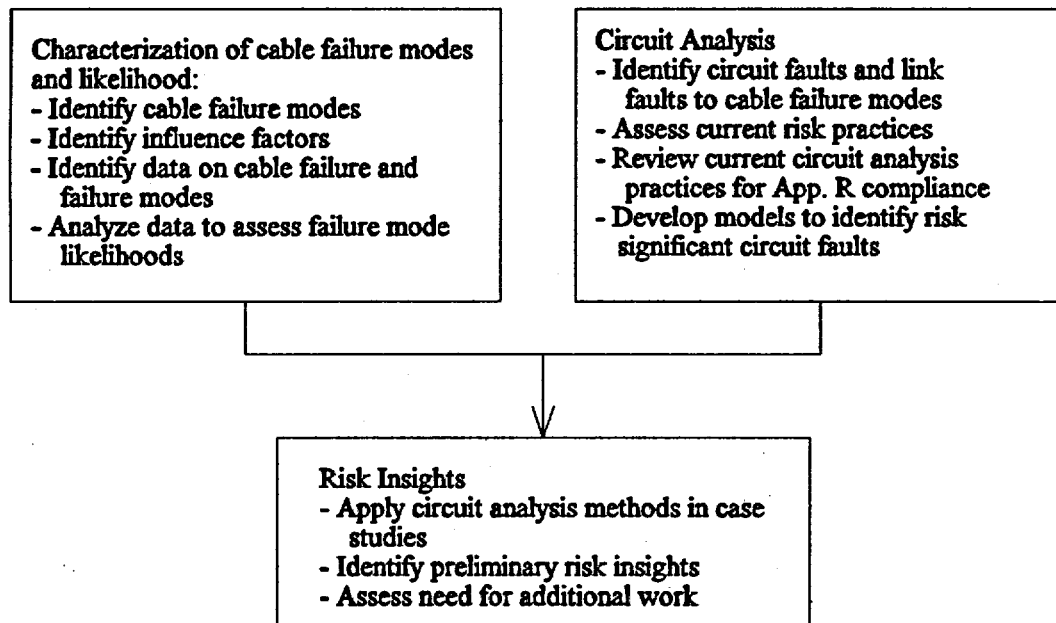 Characterization of cable failure modes
and likelihood:
- Identify cable failure modes
- Identify influence factors
- Identify data on cable failure and
failure modes
- Analyze data to assess failure mode
likelihoods
Circuit Analysis
- Identify circuit faults and link
faults to cable failure modes
- Assess current risk practices
- Review current circuit analysis
practices for App. R compliance
- Develop models to identify risk
significant circuit faults
Risk Insights
- Apply circuit analysis methods in case
studies
- Identify preliminary risk insights
- Assess need for additional work